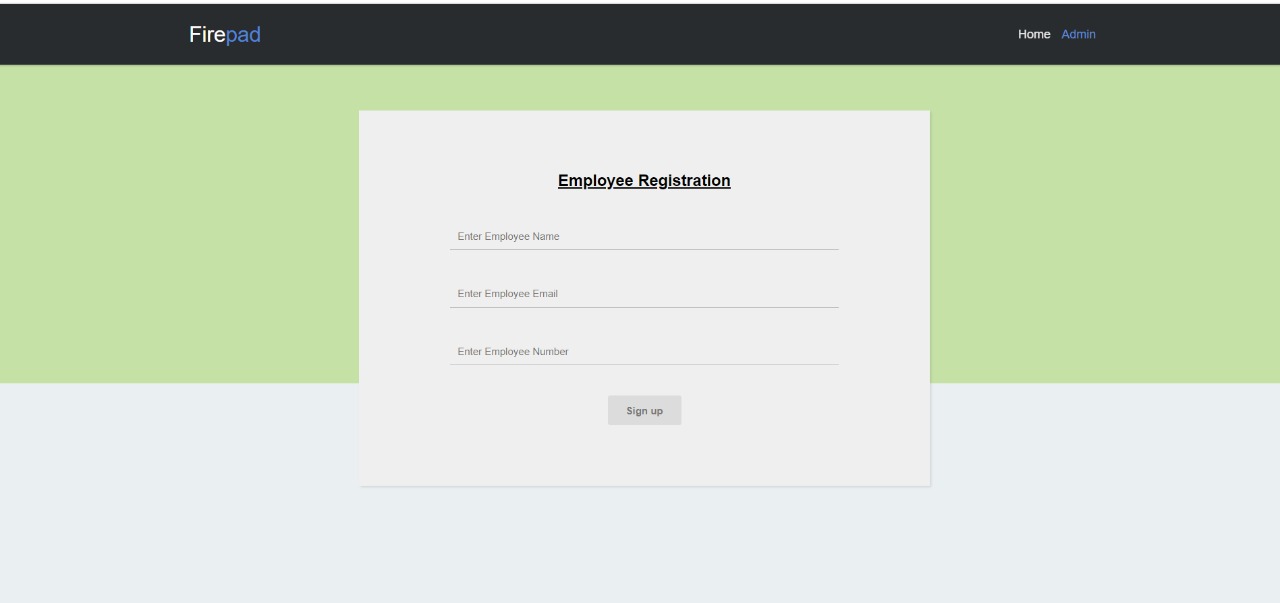 Firepad
Home Admin
Employee Registration
Enter Employee Name
Enter Employee Email
Enter Employee Number
Sign up